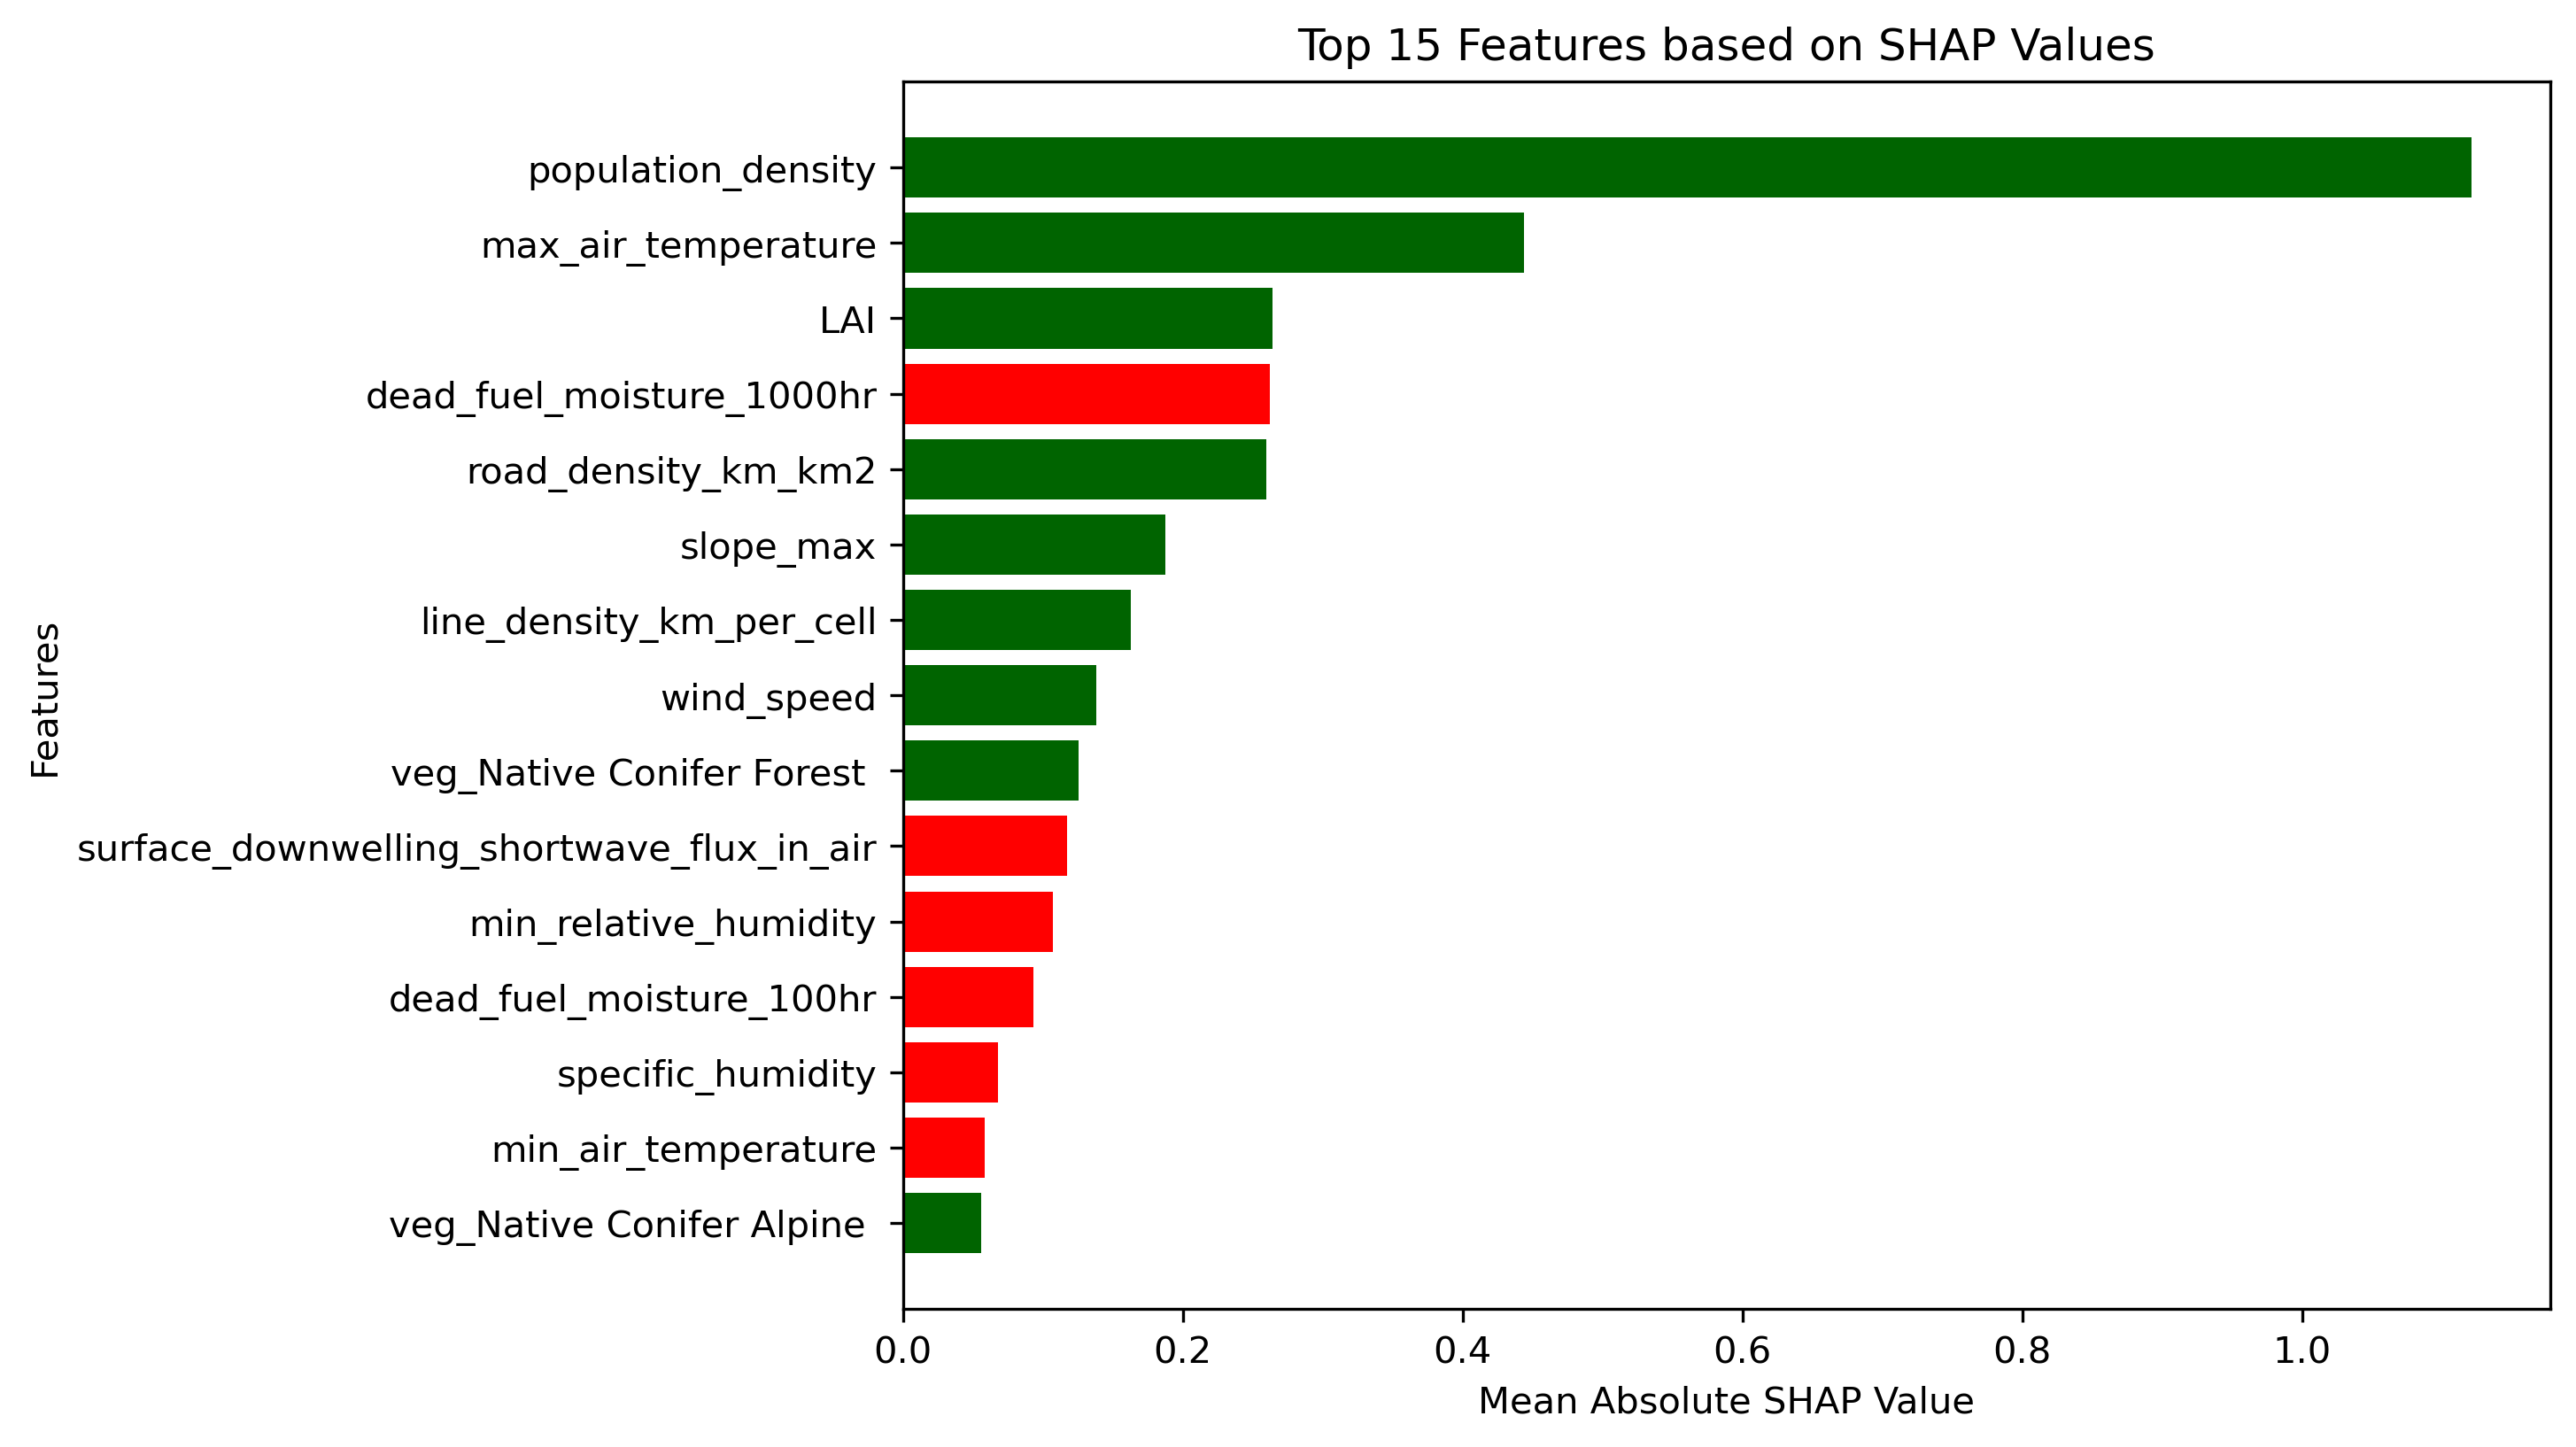 Top 15 Features based on SHAP Values
population_density
max_air_temperature
LAI
dead_fuel_moisture_1000hr
road_density_km_km2
slope_max
line_density_km_per_cell
wind_speed
veg_Native Conifer Forest
surface_downwelling_shortwave_flux_in_air
min_relative_humidity
dead_fuel_moisture_100hr
specific_humidity
min_air_temperature
veg_Native Conifer Alpine
Features
0.0 0.2 0.4 0.6 0.8 1.0
Mean Absolute SHAP Value